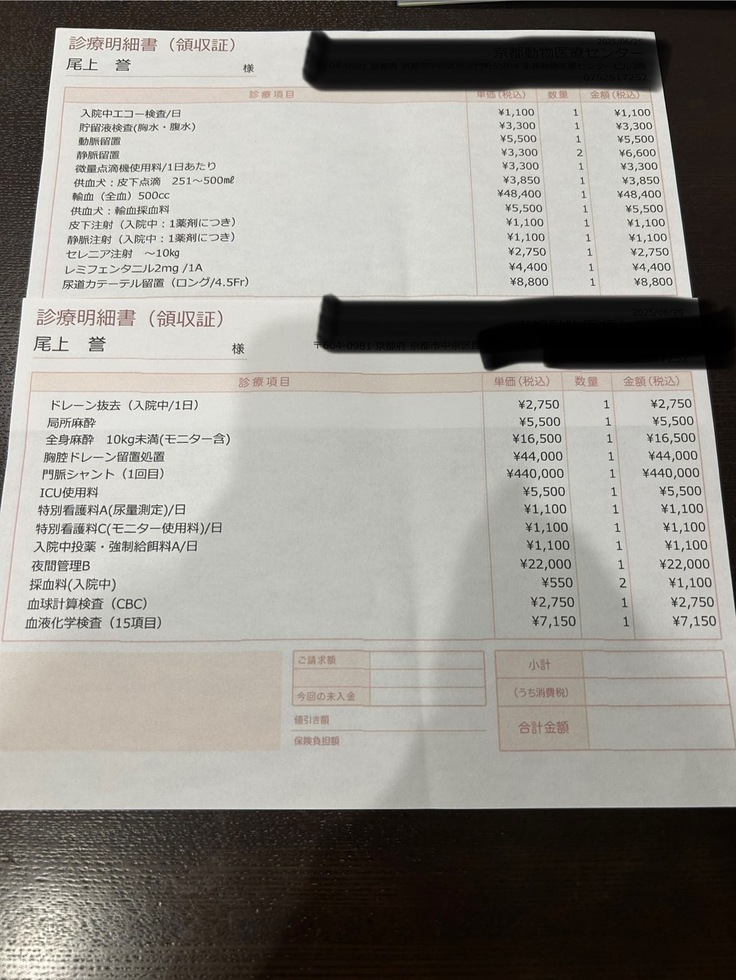 診療明細書（領収証）
尾上　誉　様
京都動物医療センター
0752517252
診療項目　単価(税込)　数量　金額(税込)
入院中エコー検査/日　¥1,100　1　¥1,100
貯留液検査(胸水・腹水)　¥3,300　1　¥3,300
動脈留置　¥5,500　1　¥5,500
静脈留置　¥3,300　2　¥6,600
微量点滴機使用料/1日あたり　¥3,300　1　¥3,300
供血犬：皮下点滴　251～500㎖　¥3,850　1　¥3,850
輸血（全血）500cc　¥48,400　1　¥48,400
供血犬：輸血採血料　¥5,500　1　¥5,500
皮下注射（入院中：1薬剤につき）　¥1,100　1　¥1,100
静脈注射（入院中：1薬剤につき）　¥1,100　1　¥1,100
セレニア注射　～10kg　¥2,750　1　¥2,750
レミフェンタニル2mg /1A　¥4,400　1　¥4,400
尿道カテーテル留置（ロング/4.5Fr）　¥8,800　1　¥8,800
診療明細書（領収証）
尾上　誉　様
〒604-0981 京都府 京都市中京区
診療項目　単価(税込)　数量　金額(税込)
ドレーン抜去（入院中/1日）　¥2,750　1　¥2,750
局所麻酔　¥5,500　1　¥5,500
全身麻酔　10kg未満(モニター含)　¥16,500　1　¥16,500
胸腔ドレーン留置処置　¥44,000　1　¥44,000
門脈シャント（1回目）　¥440,000　1　¥440,000
ICU使用料　¥5,500　1　¥5,500
特別看護料A(尿量測定)/日　¥1,100　1　¥1,100
特別看護料C(モニター使用料)/日　¥1,100　1　¥1,100
入院中投薬・強制給餌料A/日　¥1,100　1　¥1,100
夜間管理B　¥22,000　1　¥22,000
採血料(入院中)　¥550　2　¥1,100
血球計算検査（CBC）　¥2,750　1　¥2,750
血液化学検査（15項目）　¥7,150　1　¥7,150
ご請求額
今回の未入金
値引き額
保険負担額
小計
（うち消費税）
合計金額